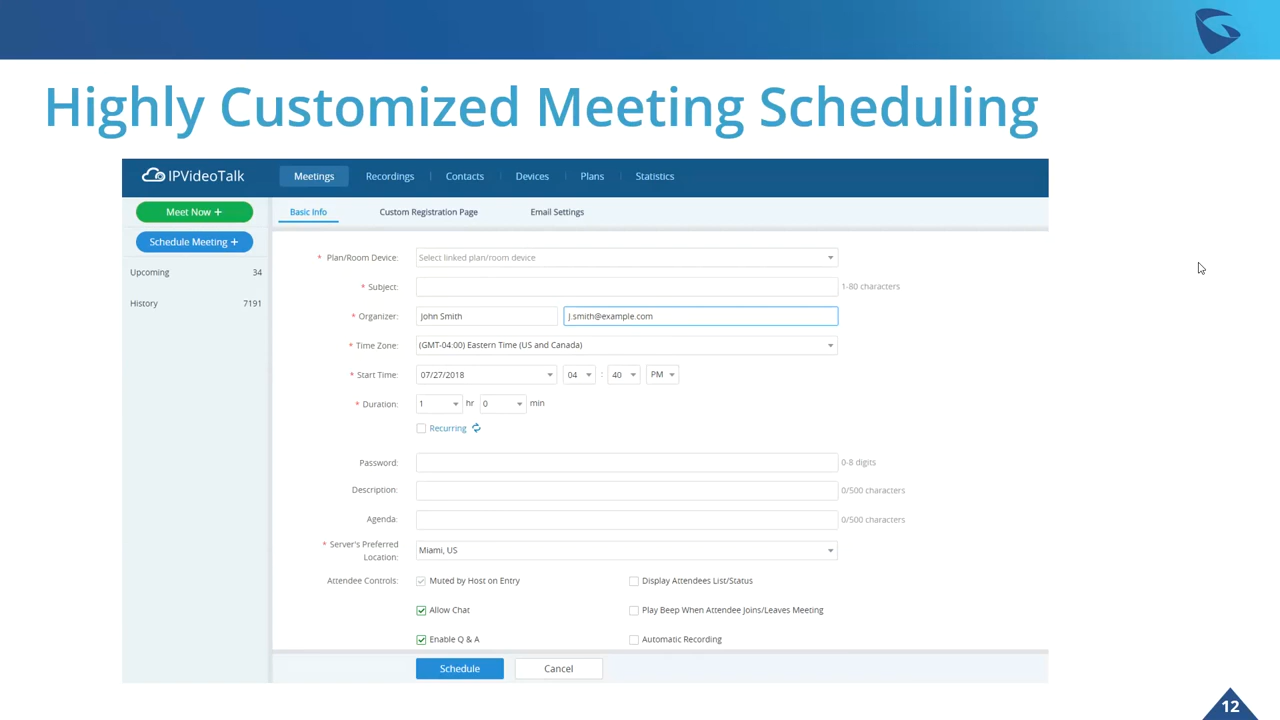 Highly Customized Meeting Scheduling
IPVideoTalk
Meetings
Recordings
Contacts
Devices
Plans
Statistics
Meet Now +
Schedule Meeting +
Upcoming 34
History 7191
Basic Info
Custom Registration Page
Email Settings
* Plan/Room Device: Select linked plan/room device
* Subject: 1-80 characters
* Organizer: John Smith J.smith@example.com
* Time Zone: (GMT-04:00) Eastern Time (US and Canada)
* Start Time: 07/27/2018 04 : 40 PM
* Duration: 1 hr 0 min
Recurring
Password: 0-8 digits
Description: 0/500 characters
Agenda: 0/500 characters
* Server's Preferred
Location:
Miami, US
Attendee Controls: Muted by Host on Entry Display Attendees List/Status
Allow Chat Play Beep When Attendee Joins/Leaves Meeting
Enable Q & A Automatic Recording
Schedule Cancel
12